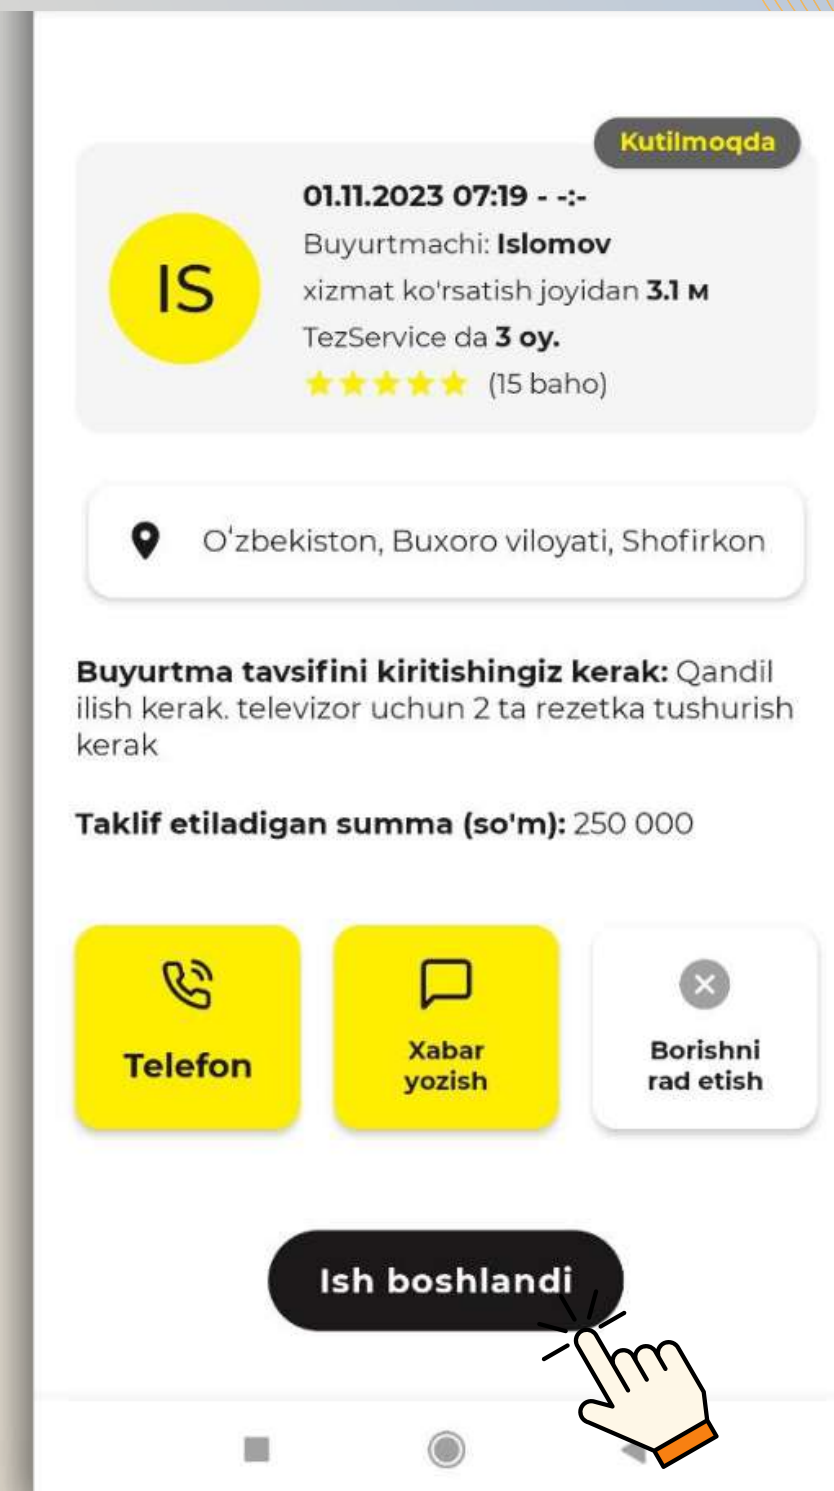 Kutilmoqda
01.11.2023 07:19 - -:-
IS
Buyurtmachi: Islomov
xizmat ko'rsatish joyidan 3.1 м
TezService da 3 oy.
(15 baho)
Oʻzbekiston, Buxoro viloyati, Shofirkon
Buyurtma tavsifini kiritishingiz kerak: Qandil
ilish kerak. televizor uchun 2 ta rezetka tushurish
kerak
Taklif etiladigan summa (so'm): 250 000
Telefon
Xabar
yozish
Borishni
rad etish
Ish boshlandi